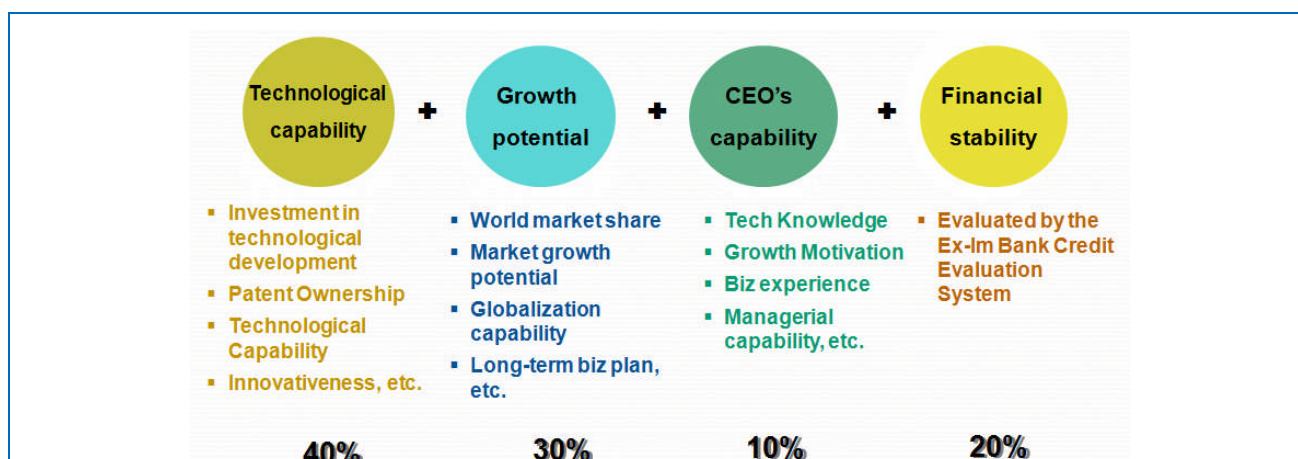 Technological
capability
+
Growth
potential
+
CEO's
capability
+
Financial
stability
▪ Investment in
technological
development
▪ Patent Ownership
▪ Technological
Capability
▪ Innovativeness, etc.
▪ World market share
▪ Market growth
potential
▪ Globalization
capability
▪ Long-term biz plan,
etc.
▪ Tech Knowledge
▪ Growth Motivation
▪ Biz experience
▪ Managerial
capability, etc.
▪ Evaluated by the
Ex-Im Bank Credit
Evaluation
System
40%
30%
10%
20%